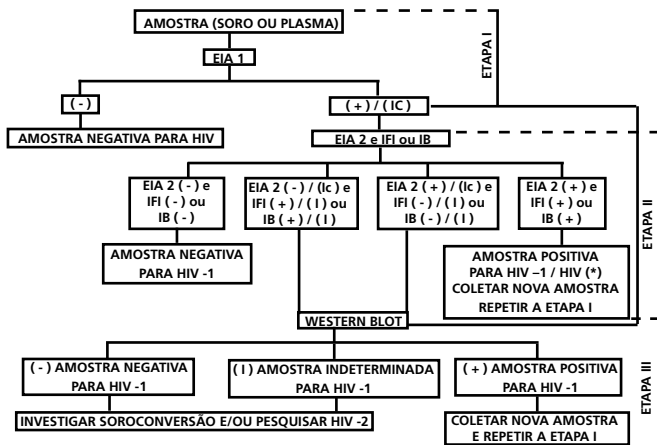 AMOSTRA (SORO OU PLASMA)
EIA 1
ETAPA I
( - )
( + ) / ( IC )
AMOSTRA NEGATIVA PARA HIV
EIA 2 e IFI ou IB
EIA 2 ( - ) e
IFI ( - ) ou
IB ( - )
EIA 2 ( - ) / (Ic) e
IFI ( + ) / ( I ) ou
IB ( + ) / ( I )
EIA 2 ( + ) / (Ic) e
IFI ( - ) / ( I ) ou
IB ( - ) / ( I )
EIA 2 ( + ) e
IFI ( + ) ou
IB ( + )
ETAPA II
AMOSTRA NEGATIVA
PARA HIV -1
AMOSTRA POSITIVA
PARA HIV –1 / HIV (*)
COLETAR NOVA AMOSTRA
REPETIR A ETAPA I
WESTERN BLOT
( - ) AMOSTRA NEGATIVA
PARA HIV -1
( I ) AMOSTRA INDETERMINADA
PARA HIV -1
( + ) AMOSTRA POSITIVA
PARA HIV -1
ETAPA III
INVESTIGAR SOROCONVERSÃO E/OU PESQUISAR HIV -2
COLETAR NOVA AMOSTRA
E REPETIR A ETAPA I